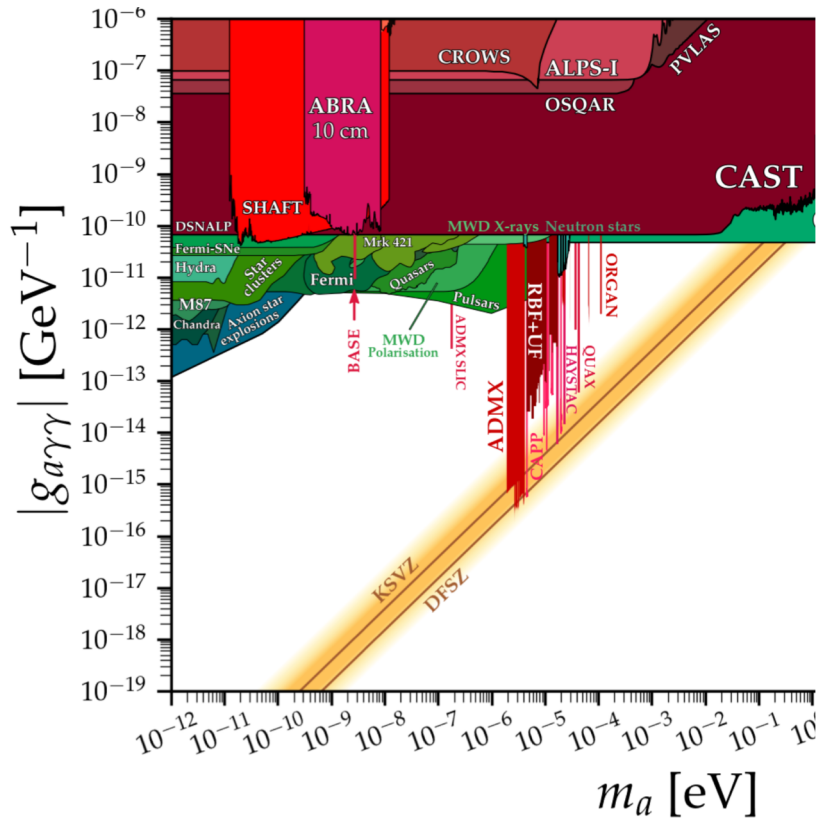 10⁻⁶
10⁻⁷
10⁻⁸
10⁻⁹
10⁻¹⁰
10⁻¹¹
10⁻¹²
10⁻¹³
10⁻¹⁴
10⁻¹⁵
10⁻¹⁶
10⁻¹⁷
10⁻¹⁸
10⁻¹⁹
|g_{aγγ}| [GeV⁻¹]
CROWS
ALPS-I
PVLAS
OSQAR
ABRA
10 cm
CAST
SHAFT
DSNALP
MWD X-rays
Neutron stars
Fermi-SNe
Mrk 421
Hydra
Star
clusters
Fermi
Quasars
ORGAN
M87
Pulsars
Chandra
Axion star
explosions
BASE
MWD
Polarisation
ADMX SLIC
RBF+UF
HAYSTAC
QUAX
ADMX
CAPP
KSVZ
DFSZ
10⁻¹²
10⁻¹¹
10⁻¹⁰
10⁻⁹
10⁻⁸
10⁻⁷
10⁻⁶
10⁻⁵
10⁻⁴
10⁻³
10⁻²
10⁻¹
m_a [eV]